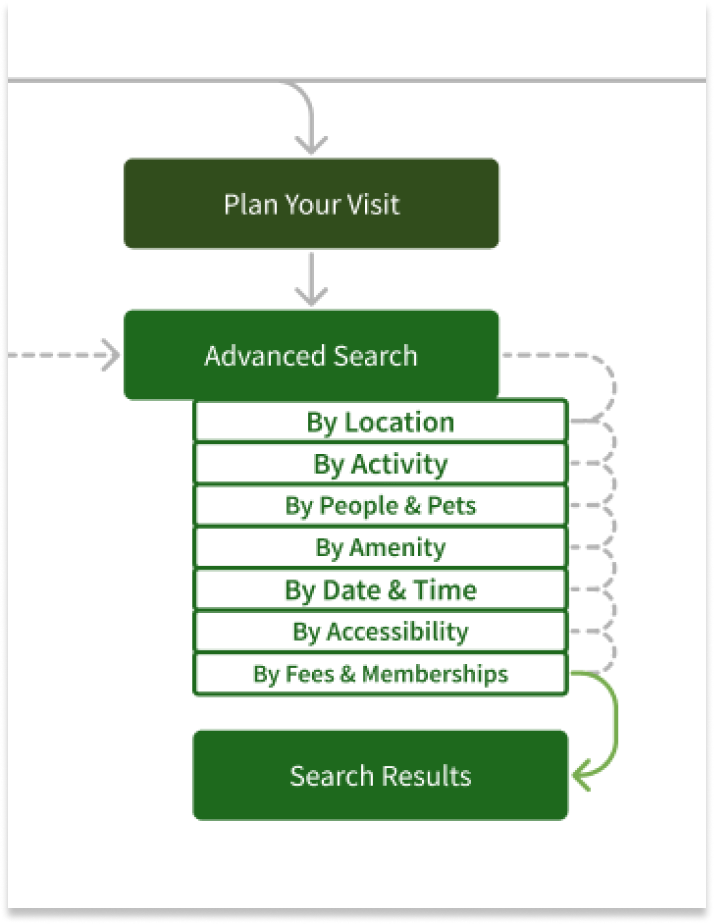 Plan Your Visit
Advanced Search
By Location
By Activity
By People & Pets
By Amenity
By Date & Time
By Accessibility
By Fees & Memberships
Search Results